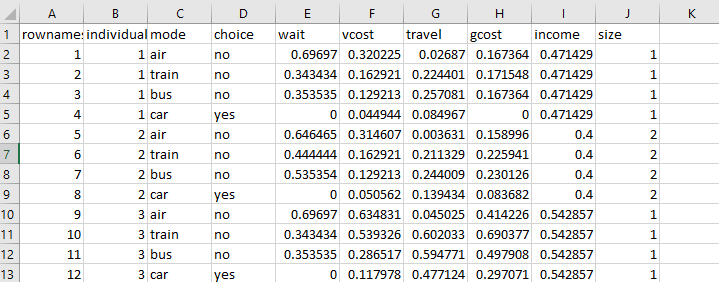 A B C D E F G H I J K
1 rownames individual mode choice wait vcost travel gcost income size
2 1 1 air no 0.69697 0.320225 0.02687 0.167364 0.471429 1
3 2 1 train no 0.343434 0.162921 0.224401 0.171548 0.471429 1
4 3 1 bus no 0.353535 0.129213 0.257081 0.167364 0.471429 1
5 4 1 car yes 0 0.044944 0.084967 0 0.471429 1
6 5 2 air no 0.646465 0.314607 0.003631 0.158996 0.4 2
7 6 2 train no 0.444444 0.162921 0.211329 0.225941 0.4 2
8 7 2 bus no 0.535354 0.129213 0.244009 0.230126 0.4 2
9 8 2 car yes 0 0.050562 0.139434 0.083682 0.4 2
10 9 3 air no 0.69697 0.634831 0.045025 0.414226 0.542857 1
11 10 3 train no 0.343434 0.539326 0.602033 0.690377 0.542857 1
12 11 3 bus no 0.353535 0.286517 0.594771 0.497908 0.542857 1
13 12 3 car yes 0 0.117978 0.477124 0.297071 0.542857 1